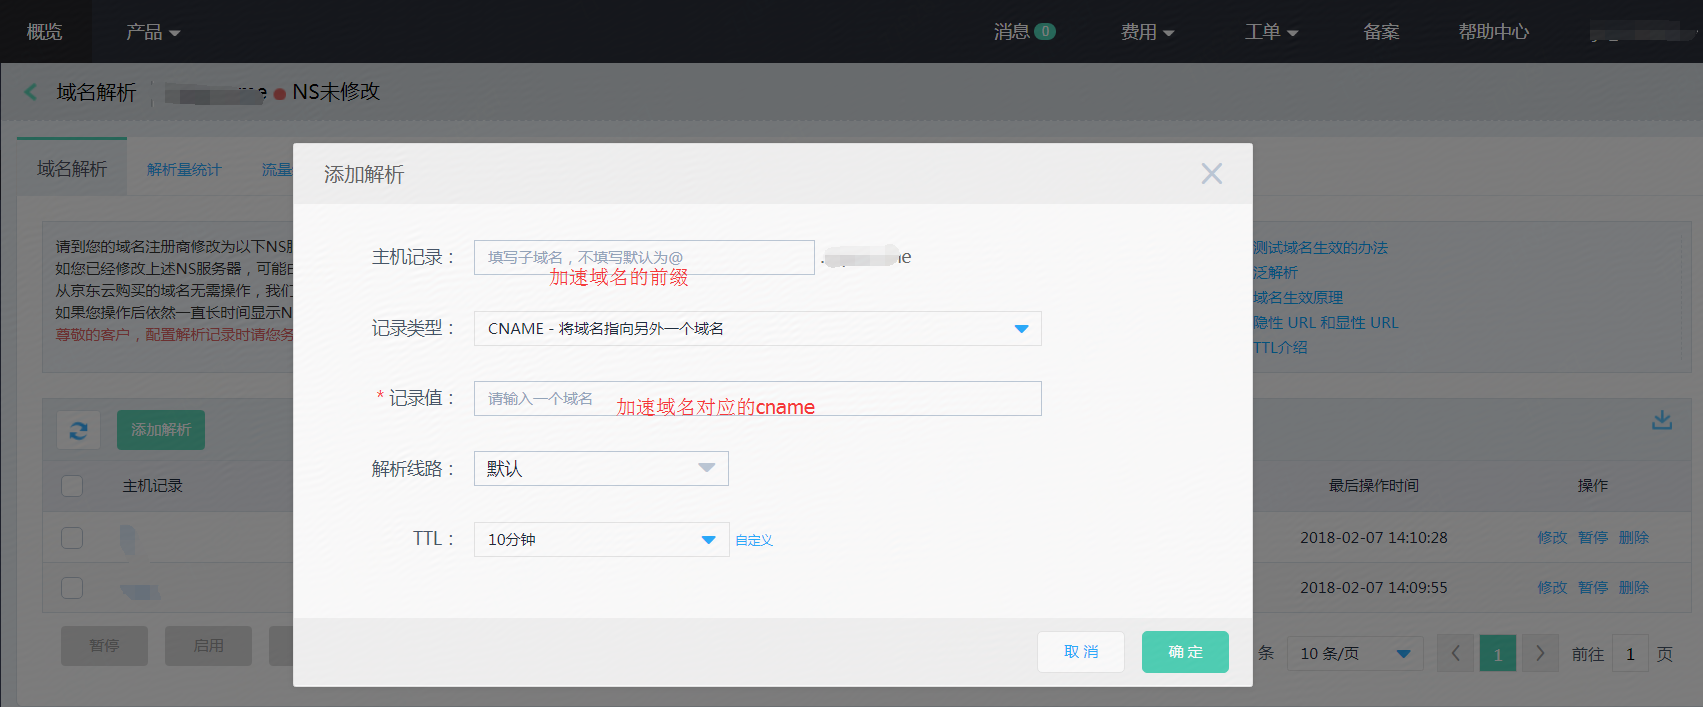 概览 产品 消息 0 费用 工单 备案 帮助中心
域名解析 NS未修改
域名解析 解析量统计 流量
添加解析
请到您的域名注册商修改为以下NS服
如您已经修改上述NS服务器，可能由
从京东云购买的域名无需操作，我们
如果您操作后依然一直长时间显示N
尊敬的客户，配置解析记录时请您务
测试域名生效的办法
泛解析
域名生效原理
隐性 URL 和显性 URL
TTL介绍
主机记录： 填写子域名，不填写默认为@
加速域名的前缀
记录类型： CNAME - 将域名指向另外一个域名
* 记录值： 请输入一个域名 加速域名对应的cname
解析线路： 默认
TTL： 10分钟 自定义
取消 确定
添加解析
主机记录 最后操作时间 操作
2018-02-07 14:10:28 修改 暂停 删除
2018-02-07 14:09:55 修改 暂停 删除
暂停 启用 条 10 条/页 1 前往 1 页